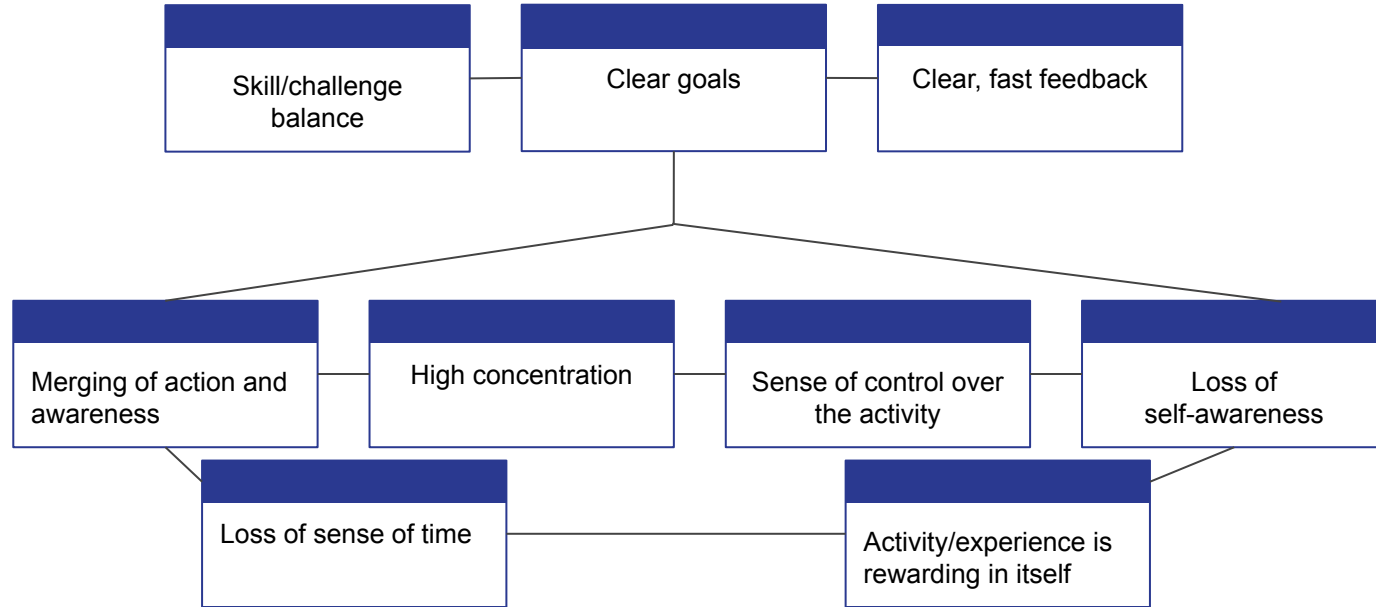 Skill/challenge
balance
Clear goals
Clear, fast feedback
Merging of action and
awareness
High concentration
Sense of control over
the activity
Loss of
self-awareness
Loss of sense of time
Activity/experience is
rewarding in itself